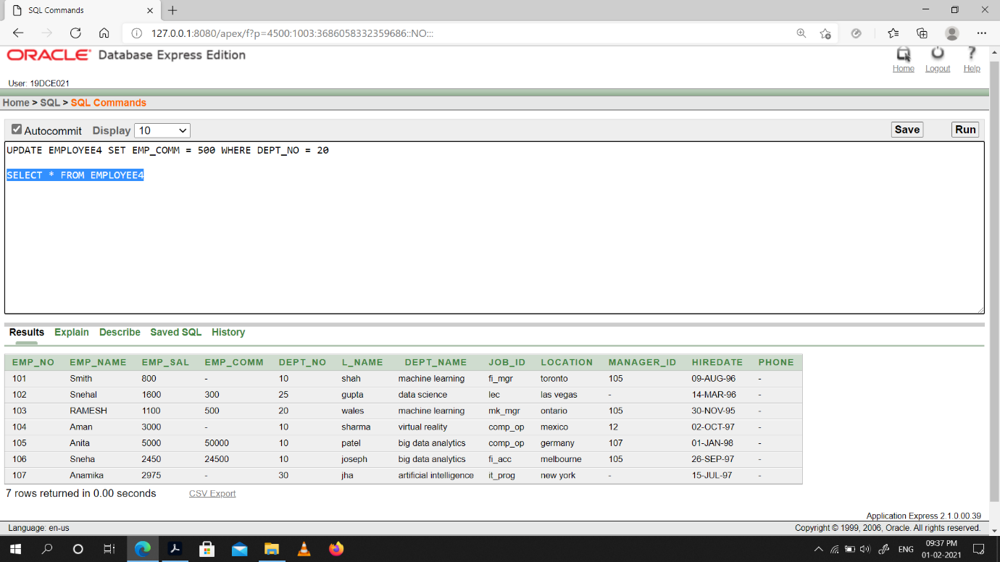 SQL Commands
127.0.0.1:8080/apex/f?p=4500:1003:3686058332359686::NO:::
ORACLE Database Express Edition
Home Logout Help
User: 19DCE021
Home > SQL > SQL Commands
Autocommit Display 10 Save Run
UPDATE EMPLOYEE4 SET EMP_COMM = 500 WHERE DEPT_NO = 20
SELECT * FROM EMPLOYEE4
Results Explain Describe Saved SQL History
EMP_NO EMP_NAME EMP_SAL EMP_COMM DEPT_NO L_NAME DEPT_NAME JOB_ID LOCATION MANAGER_ID HIREDATE PHONE
101 Smith 800 - 10 shah machine learning fi_mgr toronto 105 09-AUG-96 -
102 Snehal 1600 300 25 gupta data science lec las vegas - 14-MAR-96 -
103 RAMESH 1100 500 20 wales machine learning mk_mgr ontario 105 30-NOV-95 -
104 Aman 3000 - 10 sharma virtual reality comp_op mexico 12 02-OCT-97 -
105 Anita 5000 50000 10 patel big data analytics comp_op germany 107 01-JAN-98 -
106 Sneha 2450 24500 10 joseph big data analytics fi_acc melbourne 105 26-SEP-97 -
107 Anamika 2975 - 30 jha artificial intelligence it_prog new york - 15-JUL-97 -
7 rows returned in 0.00 seconds CSV Export
Application Express 2.1.0.00.39
Language: en-us Copyright © 1999, 2006, Oracle. All rights reserved.
ENG 09:37 PM
01-02-2021